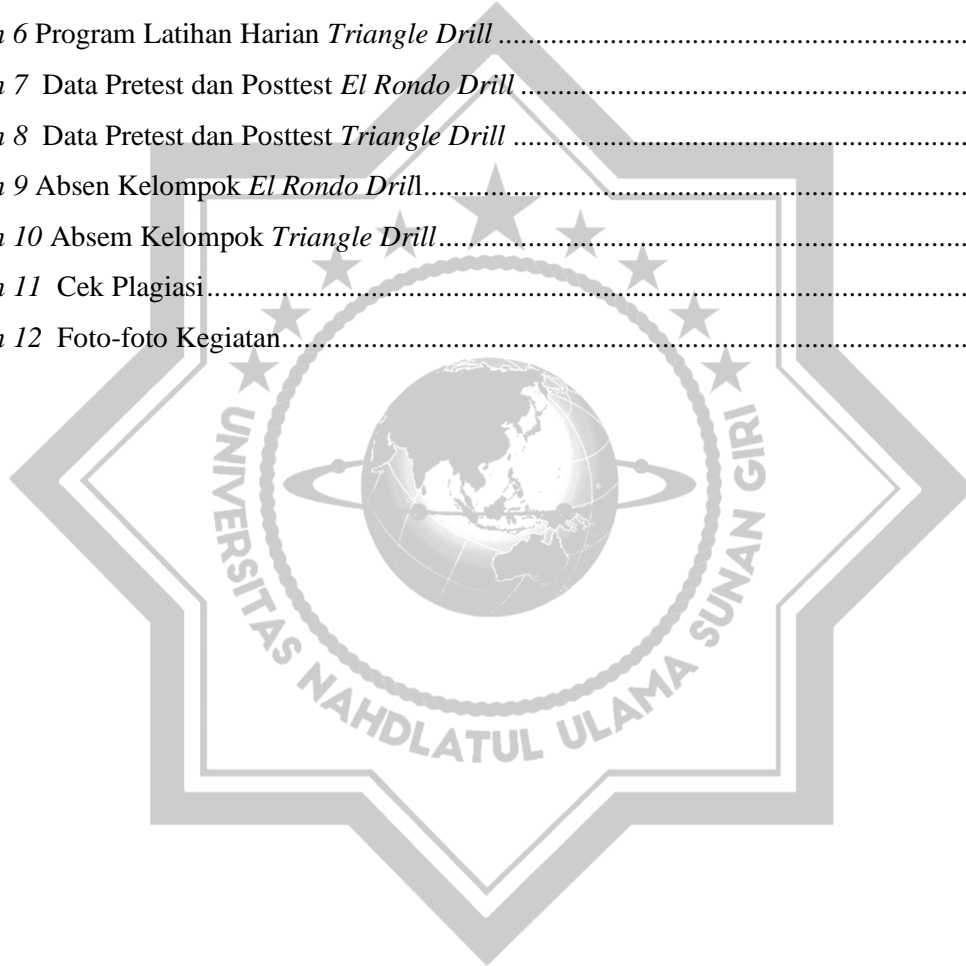 n 6 Program Latihan Harian Triangle Drill ................................................................
n 7 Data Pretest dan Posttest El Rondo Drill .............................................................
n 8 Data Pretest dan Posttest Triangle Drill ..............................................................
n 9 Absen Kelompok El Rondo Drill..........................................................................
n 10 Absem Kelompok Triangle Drill........................................................................
n 11 Cek Plagiasi.......................................................................................................
n 12 Foto-foto Kegiatan.............................................................................................
UNIVERSITAS NAHDLATUL ULAMA SUNAN GIRI